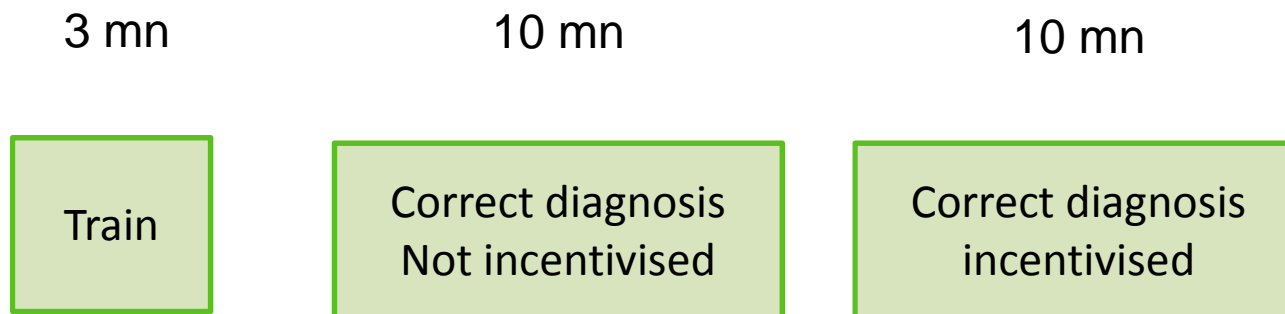 3 mn
10 mn
10 mn
Train
Correct diagnosis
Not incentivised
Correct diagnosis
incentivised